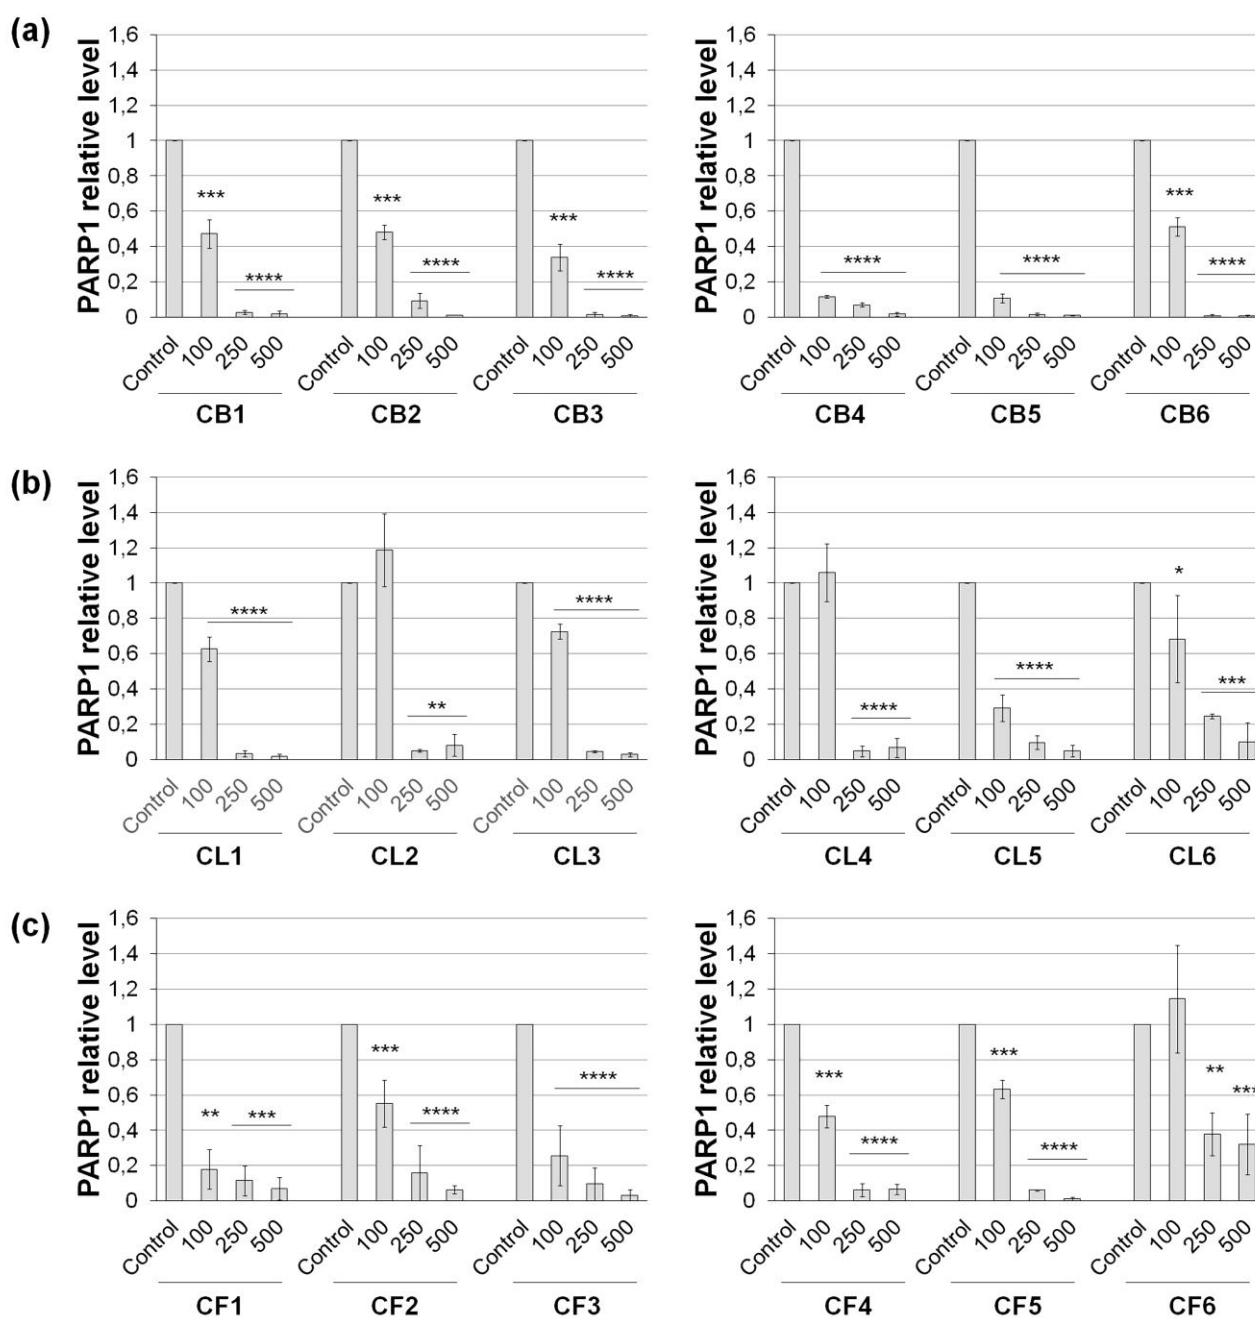 (a)
PARP1 relative level
1,6
1,4
1,2
1
0,8
0,6
0,4
0,2
0
*** *** ***
**** **** ****
Control 100 250 500 Control 100 250 500 Control 100 250 500
CB1 CB2 CB3
PARP1 relative level
1,6
1,4
1,2
1
0,8
0,6
0,4
0,2
0
***
**** **** ****
Control 100 250 500 Control 100 250 500 Control 100 250 500
CB4 CB5 CB6
(b)
PARP1 relative level
1,6
1,4
1,2
1
0,8
0,6
0,4
0,2
0
**** ** ****
Control 100 250 500 Control 100 250 500 Control 100 250 500
CL1 CL2 CL3
PARP1 relative level
1,6
1,4
1,2
1
0,8
0,6
0,4
0,2
0
*
**** **** ***
Control 100 250 500 Control 100 250 500 Control 100 250 500
CL4 CL5 CL6
(c)
PARP1 relative level
1,6
1,4
1,2
1
0,8
0,6
0,4
0,2
0
** *** *** **** ****
Control 100 250 500 Control 100 250 500 Control 100 250 500
CF1 CF2 CF3
PARP1 relative level
1,6
1,4
1,2
1
0,8
0,6
0,4
0,2
0
*** **** *** **** ** ***
Control 100 250 500 Control 100 250 500 Control 100 250 500
CF4 CF5 CF6